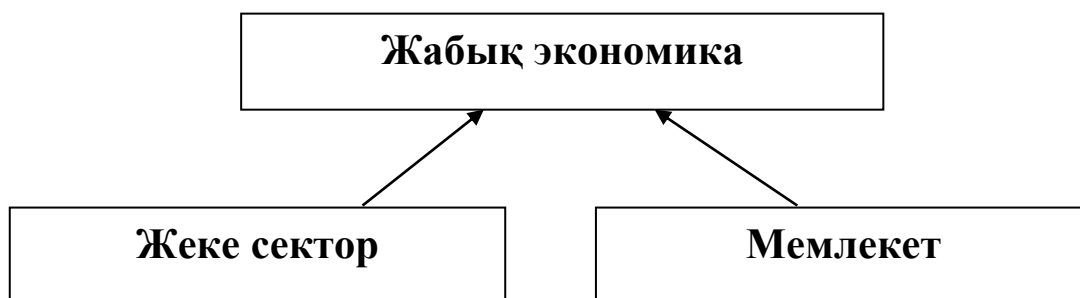 Жабық экономика
Жеке сектор
Мемлекет